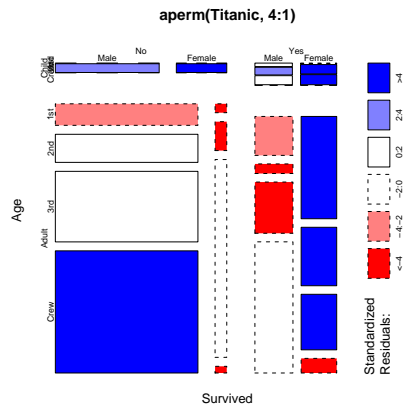 aperm(Titanic, 4:1)
No
Yes
Male
Female
Male
Female
Child
1st
2nd
3rd
Crew
Adult
Age
Survived
Standardized
Residuals:
<-4
-4:-2
-2:0
0:2
2:4
>4